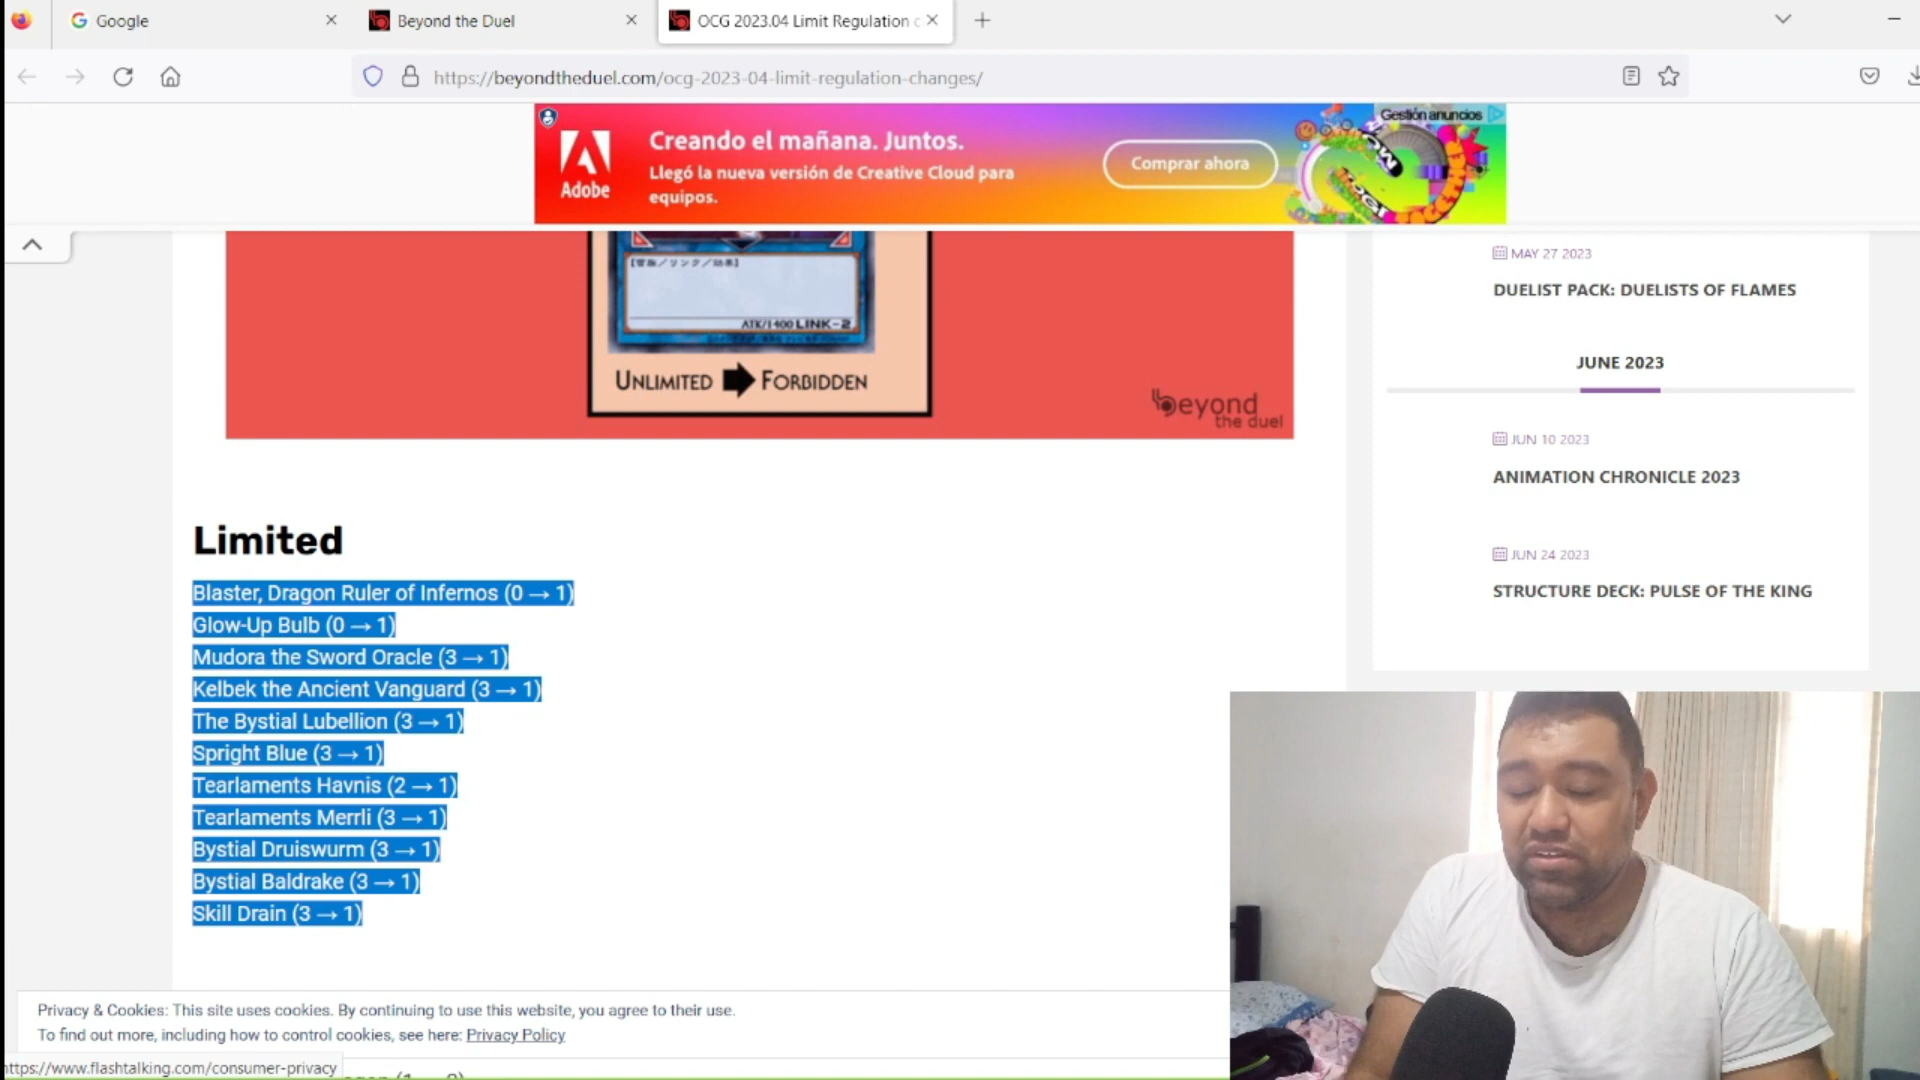 Google
Beyond the Duel
OCG 2023.04 Limit Regulation c
https://beyondtheduel.com/ocg-2023-04-limit-regulation-changes/
Gestión anuncios
Adobe
Creando el mañana. Juntos.
Llegó la nueva versión de Creative Cloud para
equipos.
Comprar ahora
ATK/1400 LINK-2
UNLIMITED ➡ FORBIDDEN
beyond
the duel
Limited
Blaster, Dragon Ruler of Infernos (0 → 1)
Glow-Up Bulb (0 → 1)
Mudora the Sword Oracle (3 → 1)
Kelbek the Ancient Vanguard (3 → 1)
The Bystial Lubellion (3 → 1)
Spright Blue (3 → 1)
Tearlaments Havnis (2 → 1)
Tearlaments Merrli (3 → 1)
Bystial Druiswurm (3 → 1)
Bystial Baldrake (3 → 1)
Skill Drain (3 → 1)
MAY 27 2023
DUELIST PACK: DUELISTS OF FLAMES
JUNE 2023
JUN 10 2023
ANIMATION CHRONICLE 2023
JUN 24 2023
STRUCTURE DECK: PULSE OF THE KING
Privacy & Cookies: This site uses cookies. By continuing to use this website, you agree to their use.
To find out more, including how to control cookies, see here: Privacy Policy
https://www.flashtalking.com/consumer-privacy